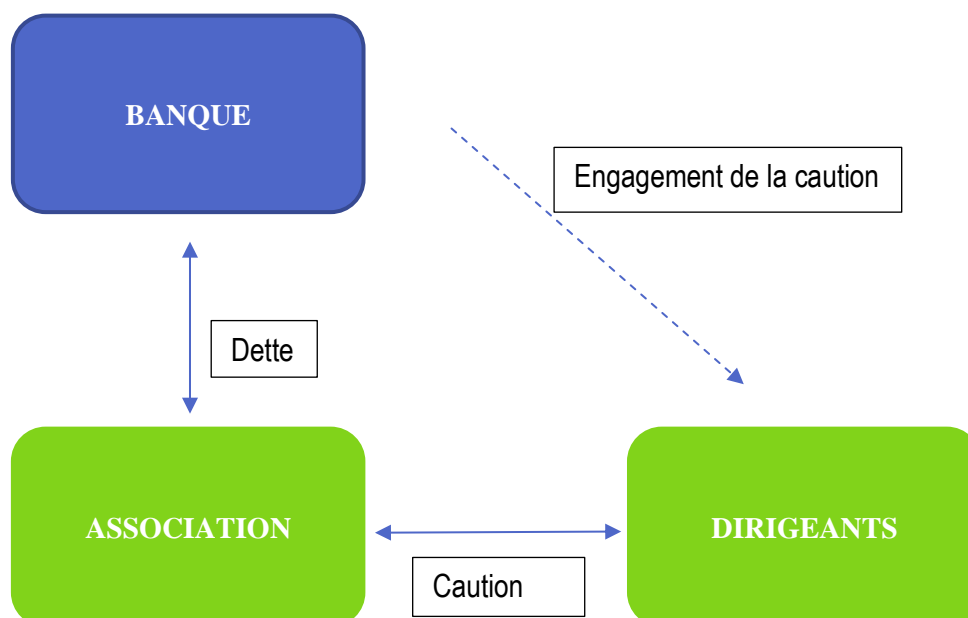 BANQUE
Engagement de la caution
Dette
ASSOCIATION
DIRIGEANTS
Caution